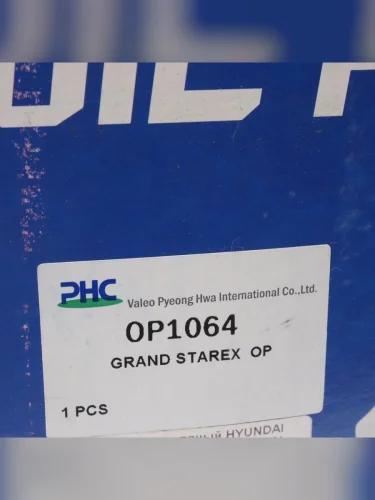 PHC Valeo Pyeong Hwa International Co.,Ltd.
OP1064
GRAND STAREX OP
1 PCS
HYUNDAI